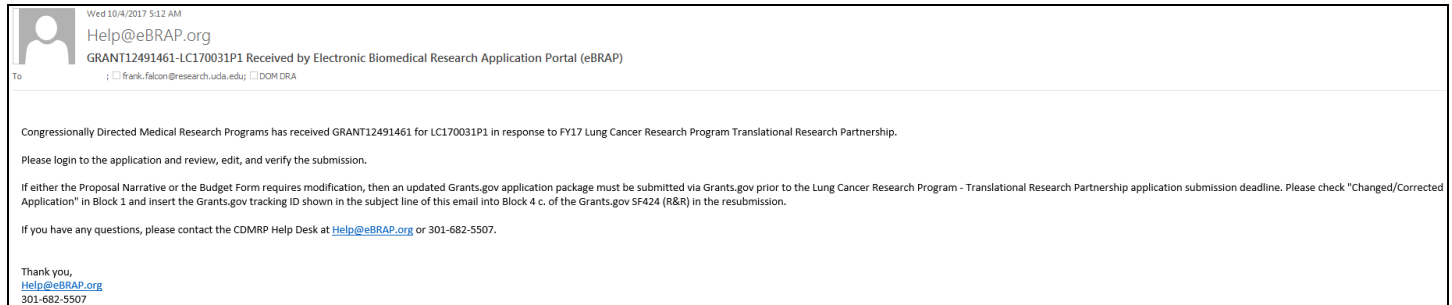 Wed 10/4/2017 5:12 AM
Help@eBRAP.org
GRANT12491461-LC170031P1 Received by Electronic Biomedical Research Application Portal (eBRAP)
To ; frank.falcon@research.ucla.edu; DOM DRA
Congressionally Directed Medical Research Programs has received GRANT12491461 for LC170031P1 in response to FY17 Lung Cancer Research Program Translational Research Partnership.
Please login to the application and review, edit, and verify the submission.
If either the Proposal Narrative or the Budget Form requires modification, then an updated Grants.gov application package must be submitted via Grants.gov prior to the Lung Cancer Research Program - Translational Research Partnership application submission deadline. Please check "Changed/Corrected
Application" in Block 1 and insert the Grants.gov tracking ID shown in the subject line of this email into Block 4 c. of the Grants.gov SF424 (R&R) in the resubmission.
If you have any questions, please contact the CDMRP Help Desk at Help@eBRAP.org or 301-682-5507.
Thank you,
Help@eBRAP.org
301-682-5507